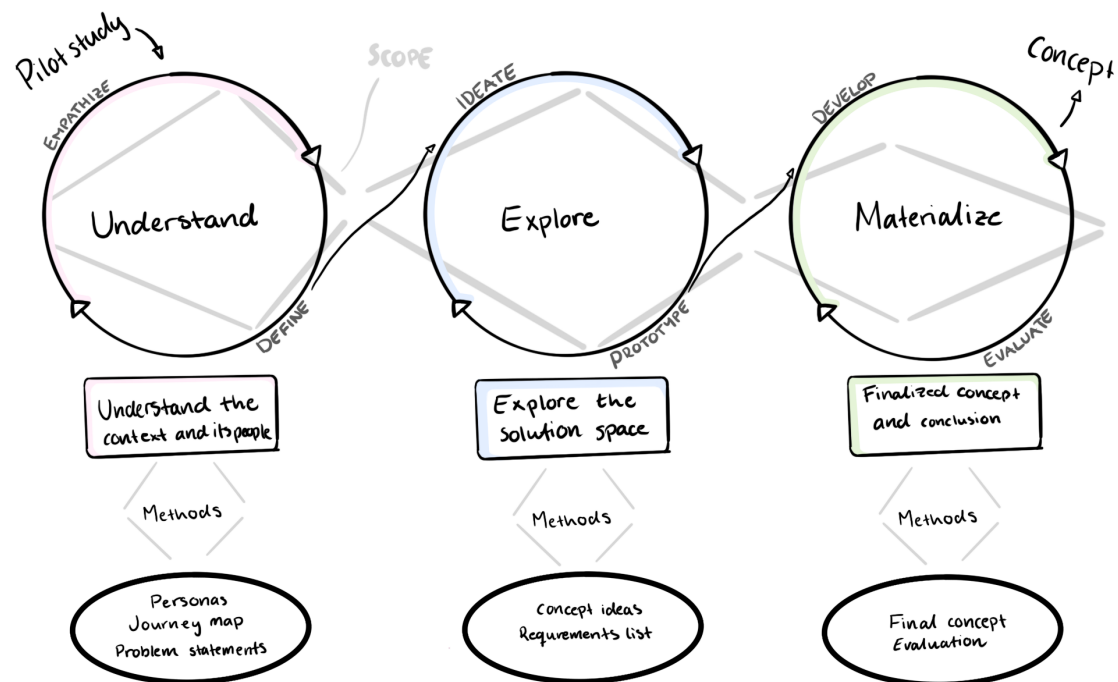 Pilot study
SCOPE
Concept
EMPATHIZE
IDEATE
DEVELOP
Understand
Explore
Materialize
DEFINE
PROTOTYPE
EVALUATE
Understand the
context and its people
Explore the
solution space
Finalized concept
and conclusion
Methods
Methods
Methods
Personas
Journey map
Problem statements
Concept ideas
Requrements list
Final concept
Evaluation